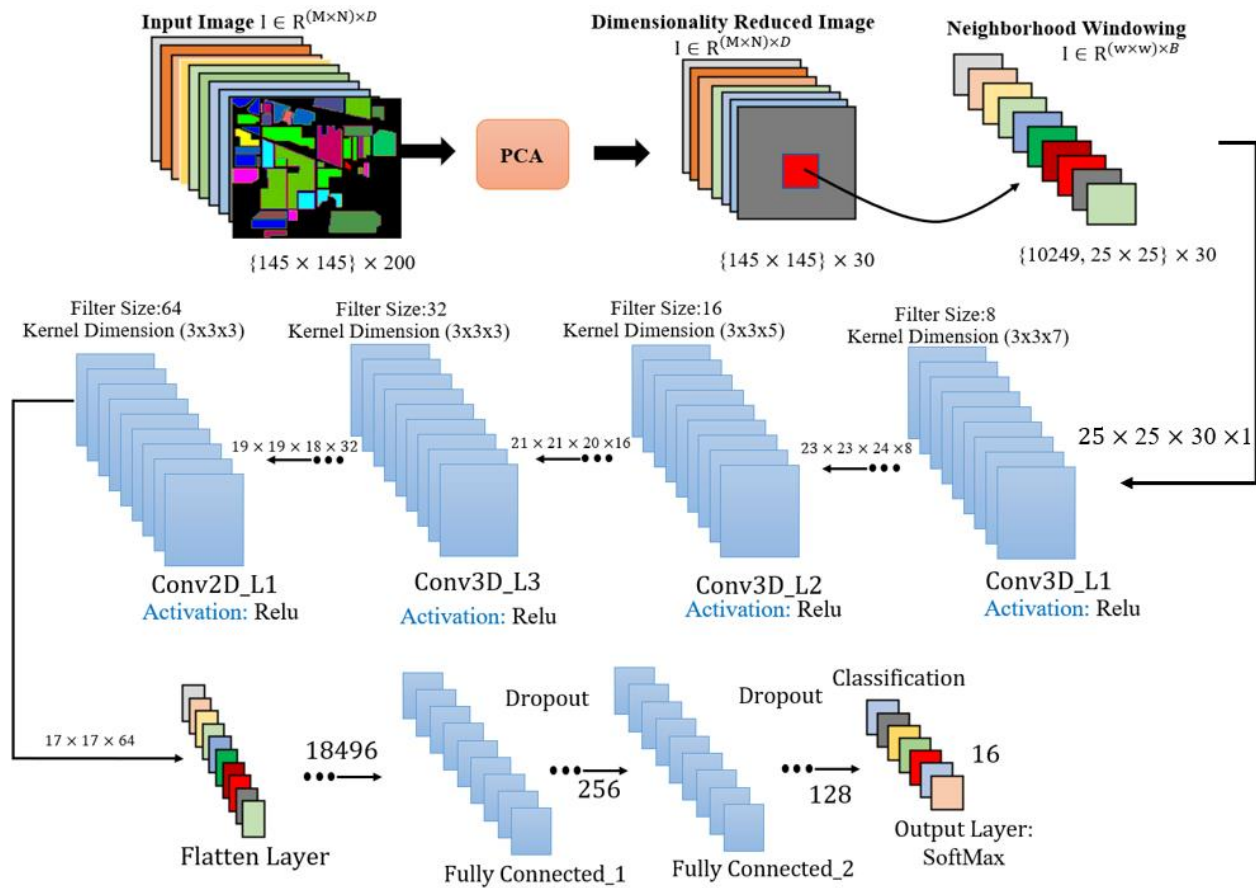 Input Image I ∈ R^{(M×N)×D}
Dimensionality Reduced Image
I ∈ R^{(M×N)×D}
Neighborhood Windowing
I ∈ R^{(w×w)×B}
PCA
{145 × 145} × 200
{145 × 145} × 30
{10249, 25 × 25} × 30
Filter Size:64
Kernel Dimension (3x3x3)
Filter Size:32
Kernel Dimension (3x3x3)
Filter Size:16
Kernel Dimension (3x3x5)
Filter Size:8
Kernel Dimension (3x3x7)
19 × 19 × 18 × 32
21 × 21 × 20 ×16
23 × 23 × 24 ×8
25 × 25 × 30 ×1
Conv2D_L1
Activation: Relu
Conv3D_L3
Activation: Relu
Conv3D_L2
Activation: Relu
Conv3D_L1
Activation: Relu
17 × 17 × 64
Flatten Layer
18496
Dropout
256
Fully Connected_1
Dropout
128
Fully Connected_2
Classification
16
Output Layer:
SoftMax